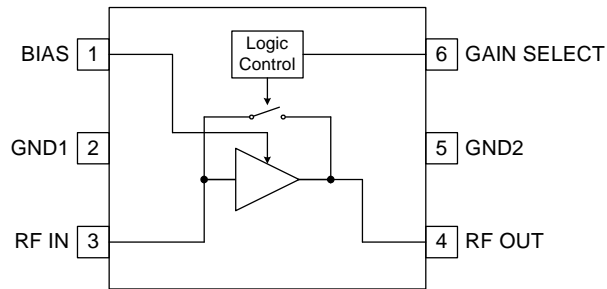 BIAS 1
Logic
Control
6 GAIN SELECT
GND1 2
5 GND2
RF IN 3
4 RF OUT